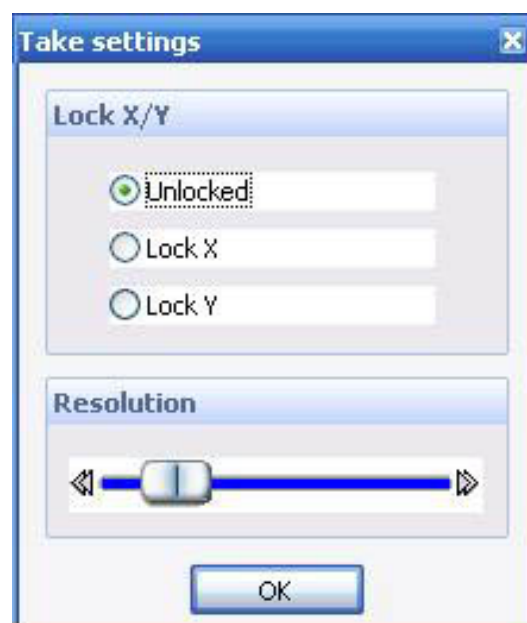 Take settings
Lock X/Y
Unlocked
Lock X
Lock Y
Resolution
OK